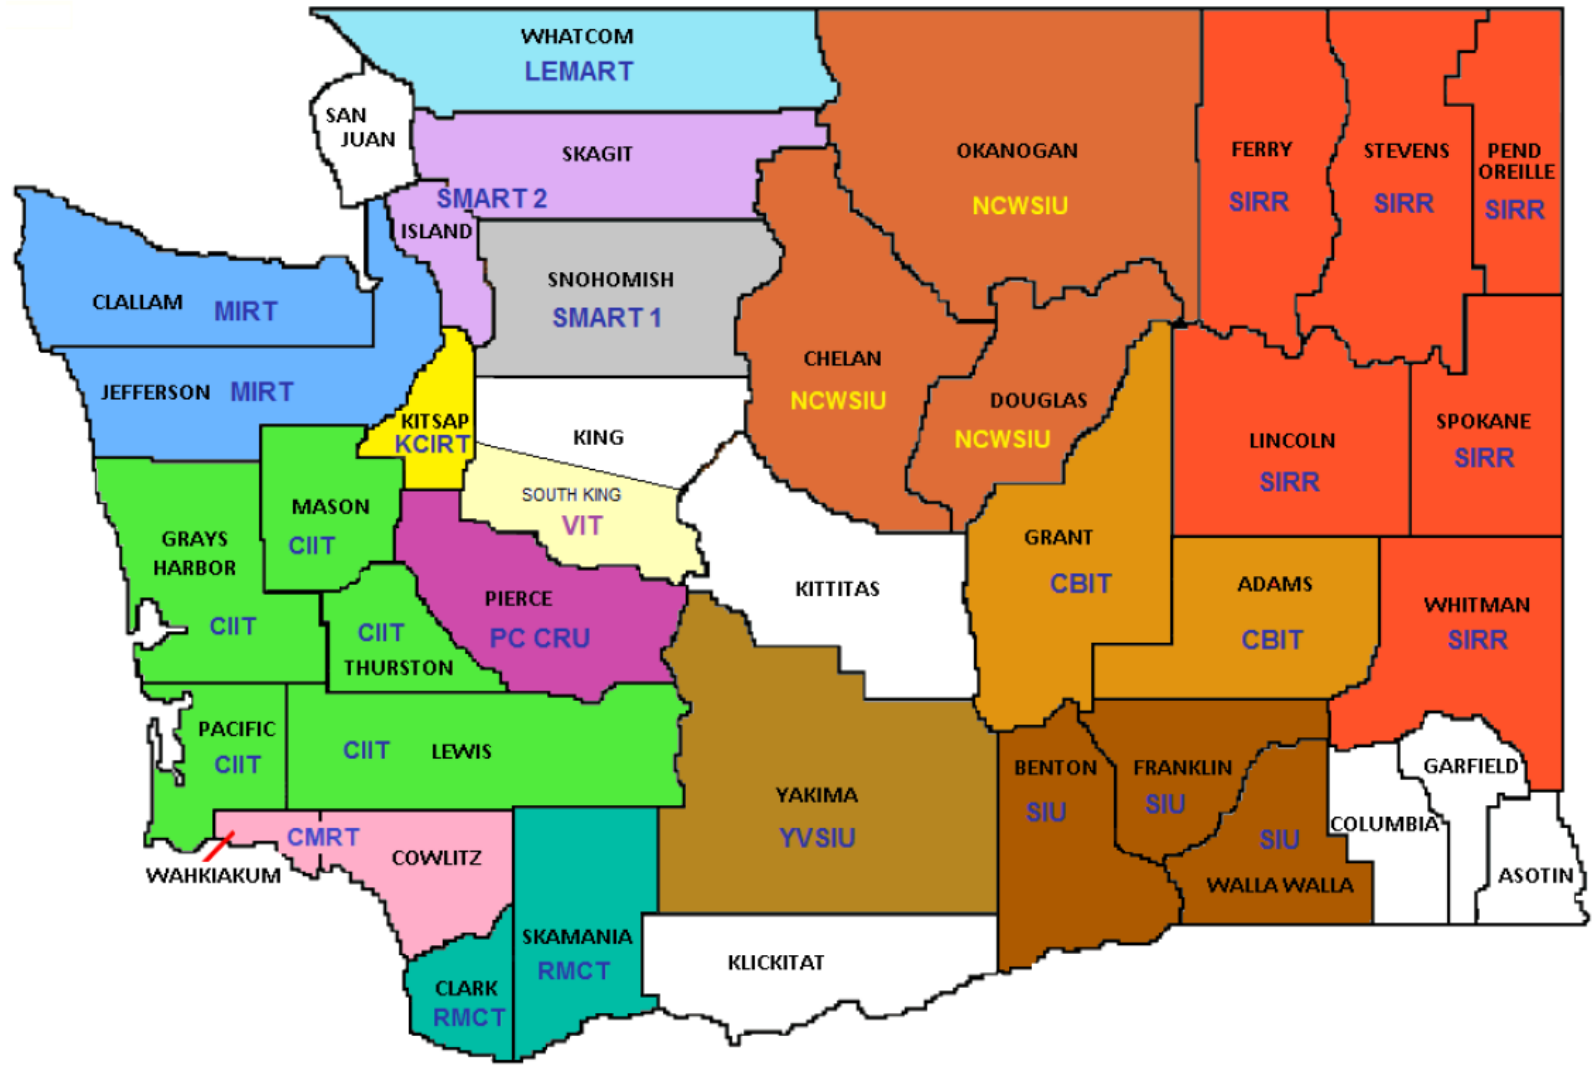 WHATCOM
LEMART
SAN
JUAN
SKAGIT
SMART 2
ISLAND
OKANOGAN
NCWSIU
FERRY
SIRR
STEVENS
SIRR
PEND
OREILLE
SIRR
CLALLAM MIRT
SNOHOMISH
SMART 1
JEFFERSON MIRT
CHELAN
NCWSIU
DOUGLAS
NCWSIU
KITSAP
KCIRT
KING
LINCOLN
SIRR
SPOKANE
SIRR
SOUTH KING
VIT
MASON
CIIT
GRAYS
HARBOR
CIIT
GRANT
CBIT
ADAMS
CBIT
KITTITAS
PIERCE
PC CRU
WHITMAN
SIRR
CIIT
THURSTON
PACIFIC
CIIT
CIIT LEWIS
YAKIMA
YVSIU
BENTON
SIU
FRANKLIN
SIU
GARFIELD
COLUMBIA
SIU
WALLA WALLA
ASOTIN
CMRT
COWLITZ
WAHKIAKUM
SKAMANIA
RMCT
KLICKITAT
CLARK
RMCT